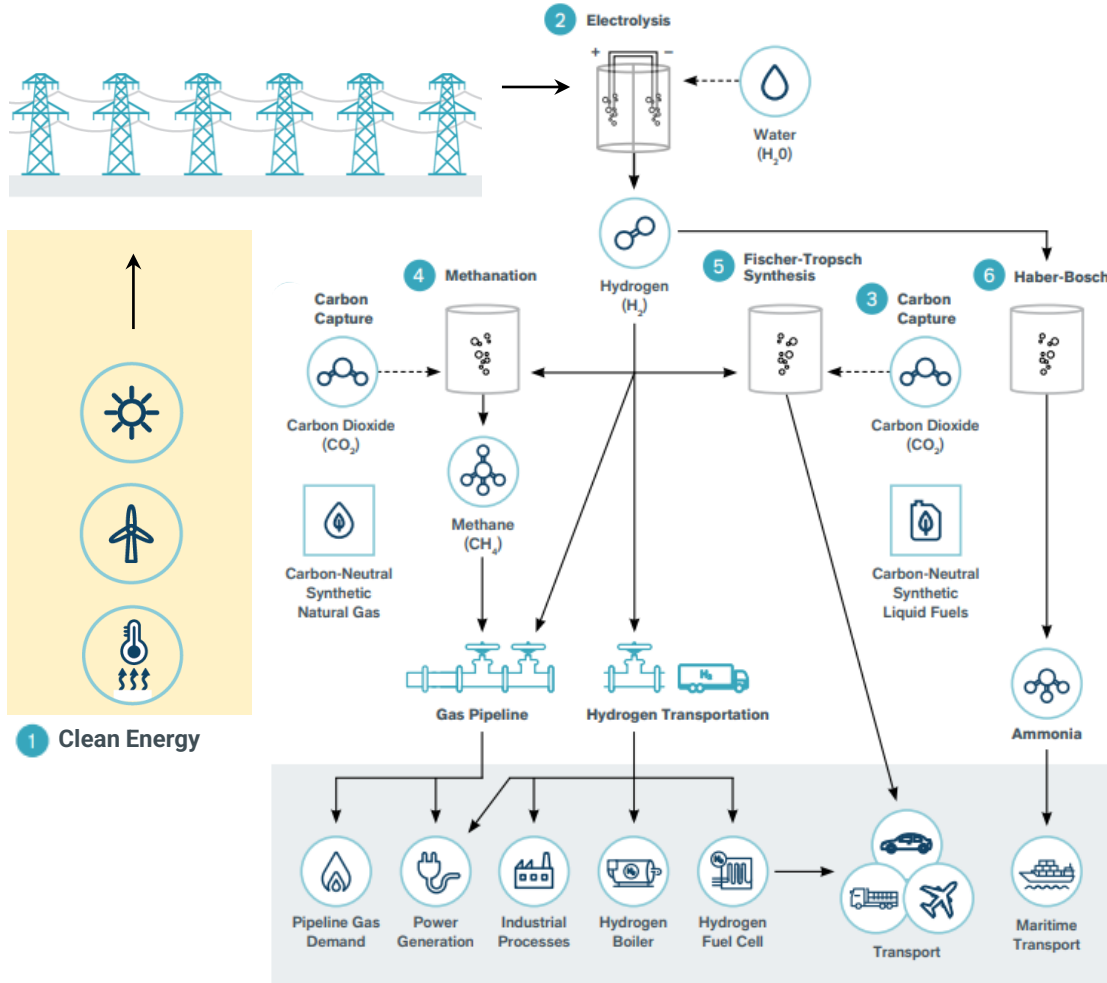 2 Electrolysis
+ −
Water
(H₂0)
Hydrogen
(H₂)
4 Methanation
Carbon
Capture
Carbon Dioxide
(CO₂)
Methane
(CH₄)
Carbon-Neutral
Synthetic
Natural Gas
5 Fischer-Tropsch
Synthesis
3 Carbon
Capture
Carbon Dioxide
(CO₂)
Carbon-Neutral
Synthetic
Liquid Fuels
6 Haber-Bosch
Ammonia
1 Clean Energy
Gas Pipeline
H₂
Hydrogen Transportation
Pipeline Gas
Demand
Power
Generation
Industrial
Processes
H₂
Hydrogen
Boiler
H₂
Hydrogen
Fuel Cell
Transport
Maritime
Transport